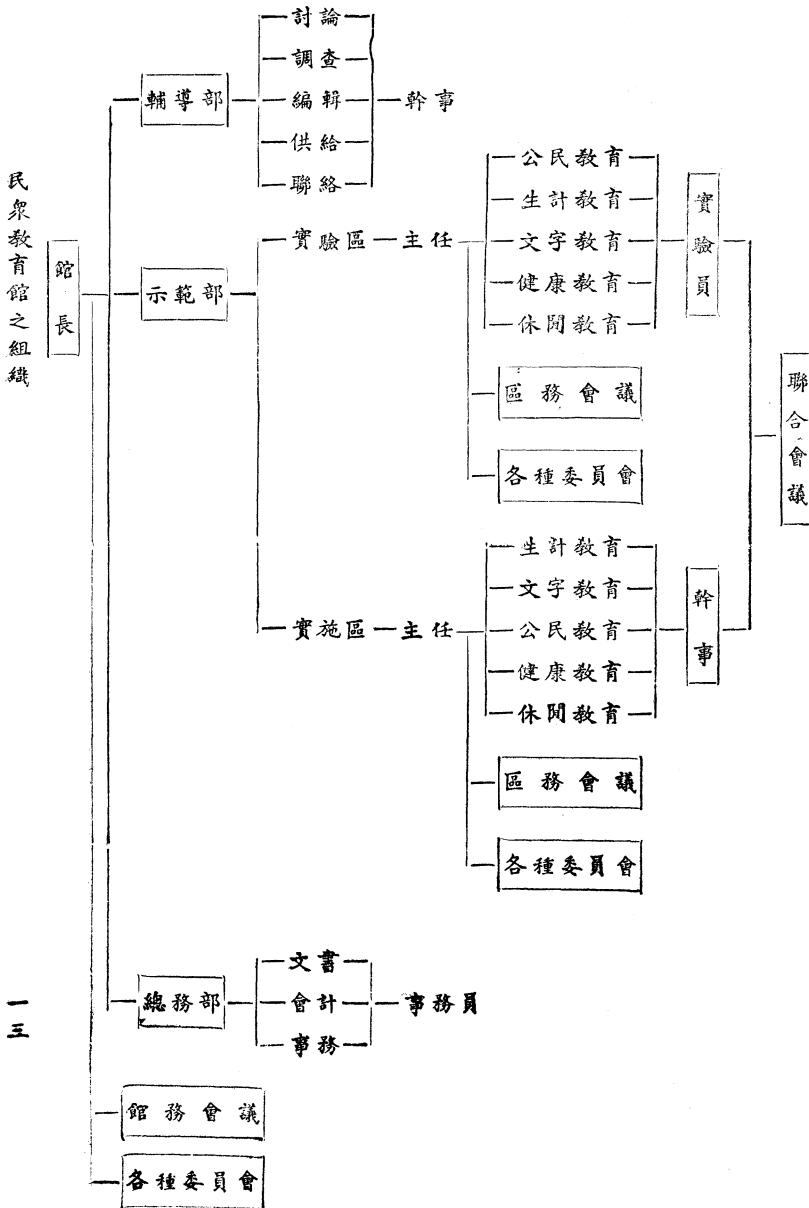 民衆教育館之組織
館長
輔導部
討論
調查
編輯
供給
聯絡
幹事
示範部
實驗區
主任
公民教育
生計教育
文字教育
健康教育
休閒教育
實驗員
區務會議
各種委員會
實施區
主任
生計教育
文字教育
公民教育
健康教育
休閒教育
幹事
區務會議
各種委員會
聯合會議
總務部
文書
會計
事務
事務員
館務會議
各種委員會
一三